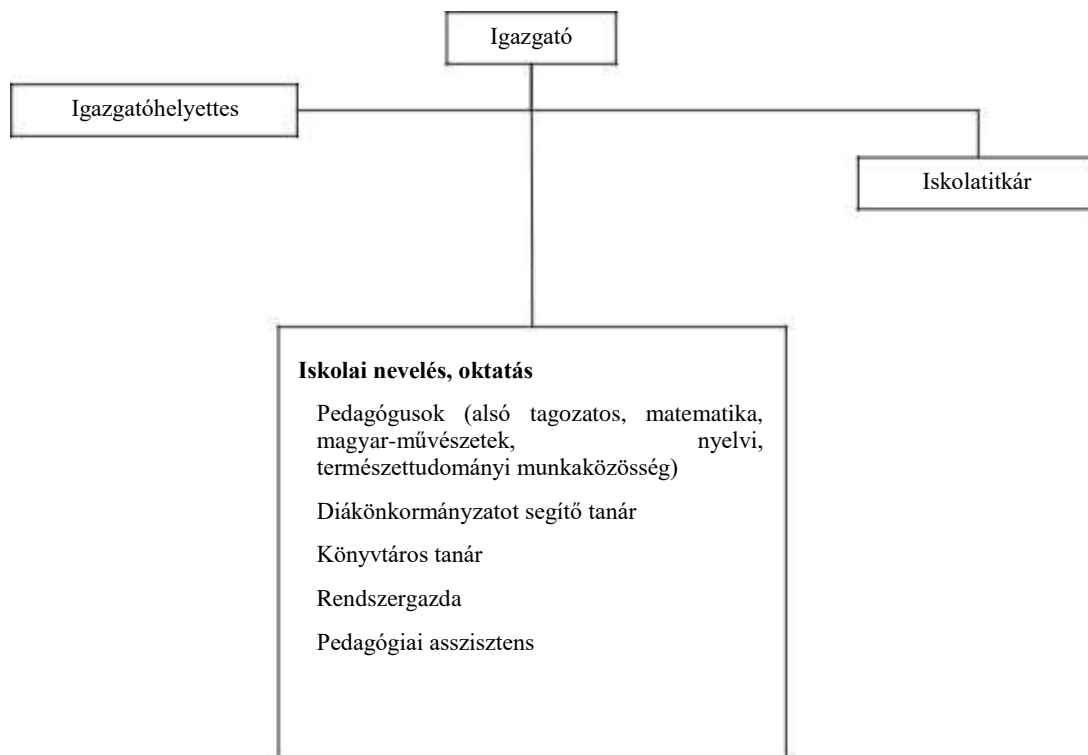 Igazgató
Igazgatóhelyettes
Iskolatitkár
Iskolai nevelés, oktatás
Pedagógusok (alsó tagozatos, matematika,
magyar-művészetek, nyelvi,
természettudományi munkaközösség)
Diákönkormányzatot segítő tanár
Könyvtáros tanár
Rendszergazda
Pedagógiai asszisztens